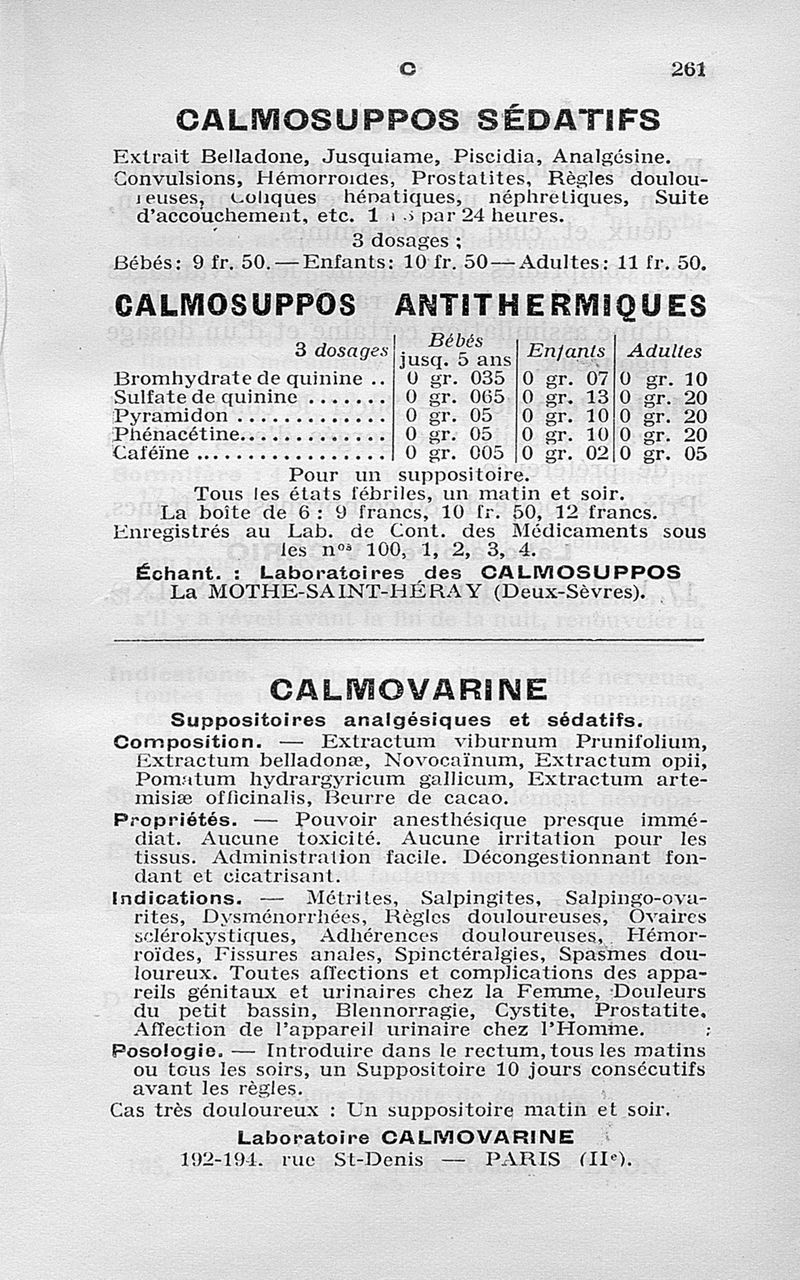 C 261
CALMOSUPPOS SÉDATIFS
Extrait Belladone, Jusquiame, Piscidia, Analgésine.
Convulsions, Hémorroïdes, Prostatites, Règles doulou-
reuses, Coliques hépatiques, néphrétiques, Suite
d'accouchement, etc. 1 à 3 par 24 heures.
3 dosages :
Bébés: 9 fr. 50. — Enfants: 10 fr. 50 — Adultes: 11 fr. 50.
CALMOSUPPOS ANTITHERMIQUES
3 dosages Bébés jusq. 5 ans Enfants Adultes
Bromhydrate de quinine .. 0 gr. 035 0 gr. 07 0 gr. 10
Sulfate de quinine ....... 0 gr. 065 0 gr. 13 0 gr. 20
Pyramidon ............. 0 gr. 05 0 gr. 10 0 gr. 20
Phénacétine............. 0 gr. 05 0 gr. 10 0 gr. 20
Caféïne ................. 0 gr. 005 0 gr. 02 0 gr. 05
Pour un suppositoire.
Tous les états fébriles, un matin et soir.
La boîte de 6 : 9 francs, 10 fr. 50, 12 francs.
Enregistrés au Lab. de Cont. des Médicaments sous
les nos 100, 1, 2, 3, 4.
Échant. : Laboratoires des CALMOSUPPOS
La MOTHE-SAINT-HÉRAY (Deux-Sèvres).
CALMOVARINE
Suppositoires analgésiques et sédatifs.
Composition. — Extractum viburnum Prunifolium,
Extractum belladonæ, Novocaïnum, Extractum opii,
Pomatum hydrargyricum gallicum, Extractum arte-
misiæ officinalis, Beurre de cacao.
Propriétés. — Pouvoir anesthésique presque immé-
diat. Aucune toxicité. Aucune irritation pour les
tissus. Administration facile. Décongestionnant fon-
dant et cicatrisant.
Indications. — Métrites, Salpingites, Salpingo-ova-
rites, Dysménorrhées, Règles douloureuses, Ovaires
sclérokystiques, Adhérences douloureuses, Hémor-
roïdes, Fissures anales, Spinctéralgies, Spasmes dou-
loureux. Toutes affections et complications des appa-
reils génitaux et urinaires chez la Femme, Douleurs
du petit bassin, Blennorragie, Cystite, Prostatite,
Affection de l'appareil urinaire chez l'Homme.
Posologie. — Introduire dans le rectum, tous les matins
ou tous les soirs, un Suppositoire 10 jours consécutifs
avant les règles.
Cas très douloureux : Un suppositoire matin et soir.
Laboratoire CALMOVARINE
192-194, rue St-Denis — PARIS (IIe).